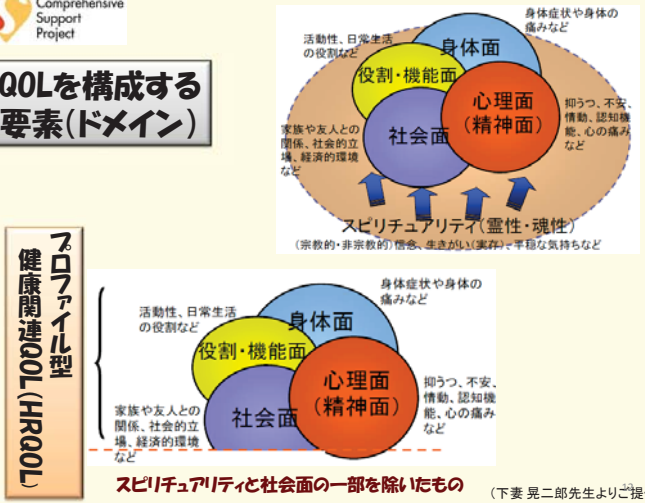 Comprehensive
Support
Project
QOLを構成する
要素(ドメイン)
身体症状や身体の
痛みなど
活動性、日常生活
の役割など
身体面
役割・機能面
心理面
(精神面)
抑うつ、不安、
情動、認知機
能、心の痛み
など
家族や友人との
関係、社会的立
場、経済的環境
など
社会面
スピリチュアリティ(霊性・魂性)
(宗教的・非宗教的)信念、生きがい(実存)、平穏な気持ちなど
プロファイル型
健康関連QOL(HRQOL)
身体症状や身体の
痛みなど
活動性、日常生活
の役割など
身体面
役割・機能面
心理面
(精神面)
抑うつ、不安、
情動、認知機
能、心の痛み
など
家族や友人との
関係、社会的立
場、経済的環境
など
社会面
スピリチュアリティと社会面の一部を除いたもの
(下妻 晃二郎先生よりご提